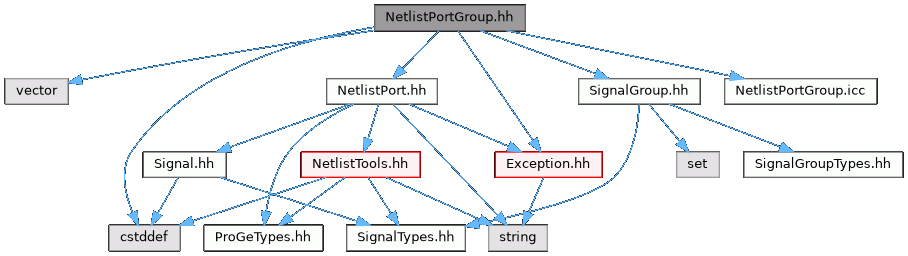 NetlistPortGroup.hh
vector
NetlistPort.hh
SignalGroup.hh
NetlistPortGroup.icc
Signal.hh
NetlistTools.hh
Exception.hh
set
SignalGroupTypes.hh
cstddef
ProGeTypes.hh
SignalTypes.hh
string